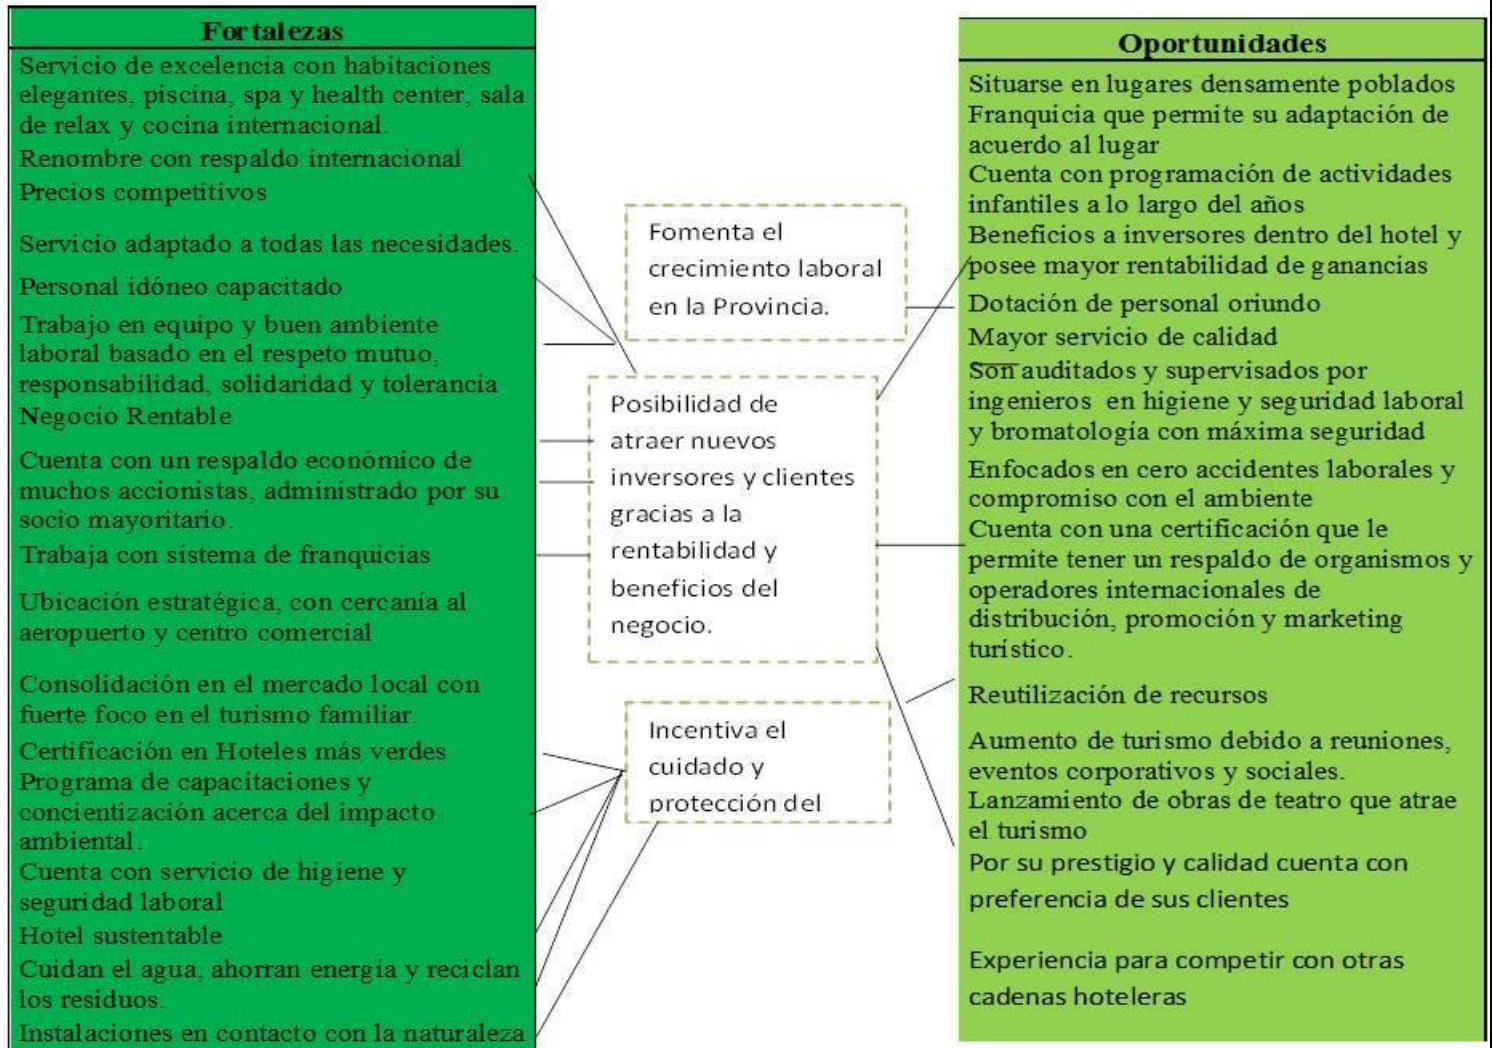 Fortalezas
Servicio de excelencia con habitaciones
elegantes, piscina, spa y health center, sala
de relax y cocina internacional.
Renombre con respaldo internacional
Precios competitivos
Servicio adaptado a todas las necesidades.
Personal idóneo capacitado
Trabajo en equipo y buen ambiente
laboral basado en el respeto mutuo,
responsabilidad, solidaridad y tolerancia
Negocio Rentable
Cuenta con un respaldo económico de
muchos accionistas, administrado por su
socio mayoritario.
Trabaja con sistema de franquicias
Ubicación estratégica, con cercanía al
aeropuerto y centro comercial
Consolidación en el mercado local con
fuerte foco en el turismo familiar.
Certificación en Hoteles más verdes
Programa de capacitaciones y
concientización acerca del impacto
ambiental.
Cuenta con servicio de higiene y
seguridad laboral
Hotel sustentable
Cuidan el agua, ahorran energía y reciclan
los residuos.
Instalaciones en contacto con la naturaleza
Fomenta el
crecimiento laboral
en la Provincia.
Posibilidad de
atraer nuevos
inversores y clientes
gracias a la
rentabilidad y
beneficios del
negocio.
Incentiva el
cuidado y
protección del
Oportunidades
Situarse en lugares densamente poblados
Franquicia que permite su adaptación de
acuerdo al lugar
Cuenta con programación de actividades
infantiles a lo largo del años
Beneficios a inversores dentro del hotel y
posee mayor rentabilidad de ganancias
Dotación de personal oriundo
Mayor servicio de calidad
Son auditados y supervisados por
ingenieros en higiene y seguridad laboral
y bromatología con máxima seguridad
Enfocados en cero accidentes laborales y
compromiso con el ambiente
Cuenta con una certificación que le
permite tener un respaldo de organismos y
operadores internacionales de
distribución, promoción y marketing
turístico.
Reutilización de recursos
Aumento de turismo debido a reuniones,
eventos corporativos y sociales.
Lanzamiento de obras de teatro que atrae
el turismo
Por su prestigio y calidad cuenta con
preferencia de sus clientes
Experiencia para competir con otras
cadenas hoteleras